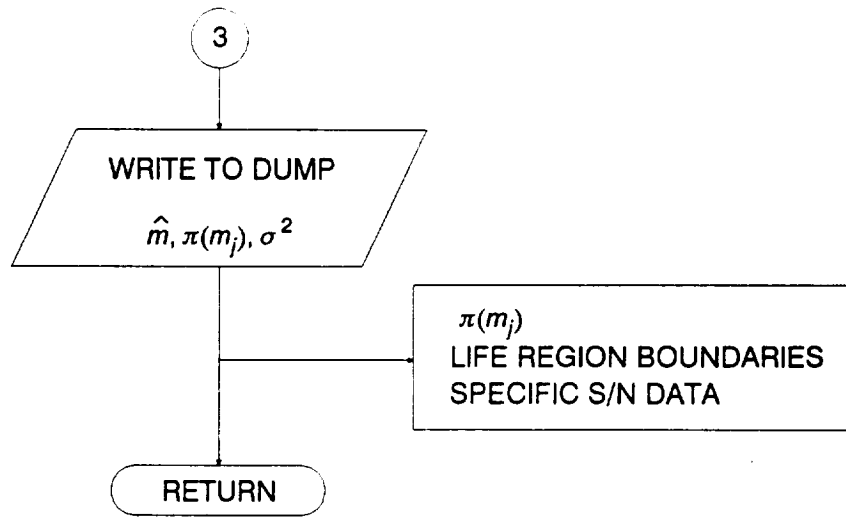 3
WRITE TO DUMP
m̂, π(mⱼ), σ²
π(mⱼ)
LIFE REGION BOUNDARIES
SPECIFIC S/N DATA
RETURN